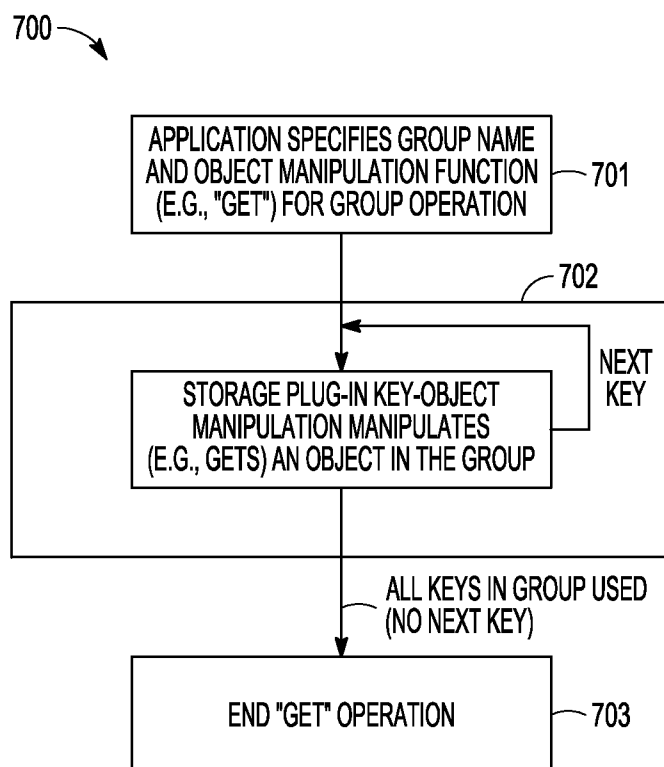 700
APPLICATION SPECIFIES GROUP NAME
AND OBJECT MANIPULATION FUNCTION
(E.G., "GET") FOR GROUP OPERATION
701
702
NEXT
KEY
STORAGE PLUG-IN KEY-OBJECT
MANIPULATION MANIPULATES
(E.G., GETS) AN OBJECT IN THE GROUP
ALL KEYS IN GROUP USED
(NO NEXT KEY)
END "GET" OPERATION
703